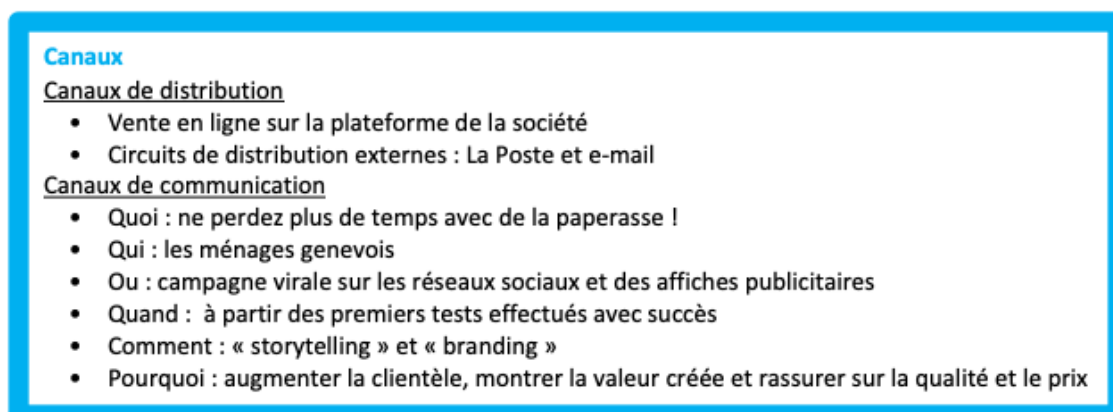 Canaux
Canaux de distribution
• Vente en ligne sur la plateforme de la société
• Circuits de distribution externes : La Poste et e-mail
Canaux de communication
• Quoi : ne perdez plus de temps avec de la paperasse !
• Qui : les ménages genevois
• Ou : campagne virale sur les réseaux sociaux et des affiches publicitaires
• Quand :  à partir des premiers tests effectués avec succès
• Comment : « storytelling » et « branding »
• Pourquoi : augmenter la clientèle, montrer la valeur créée et rassurer sur la qualité et le prix